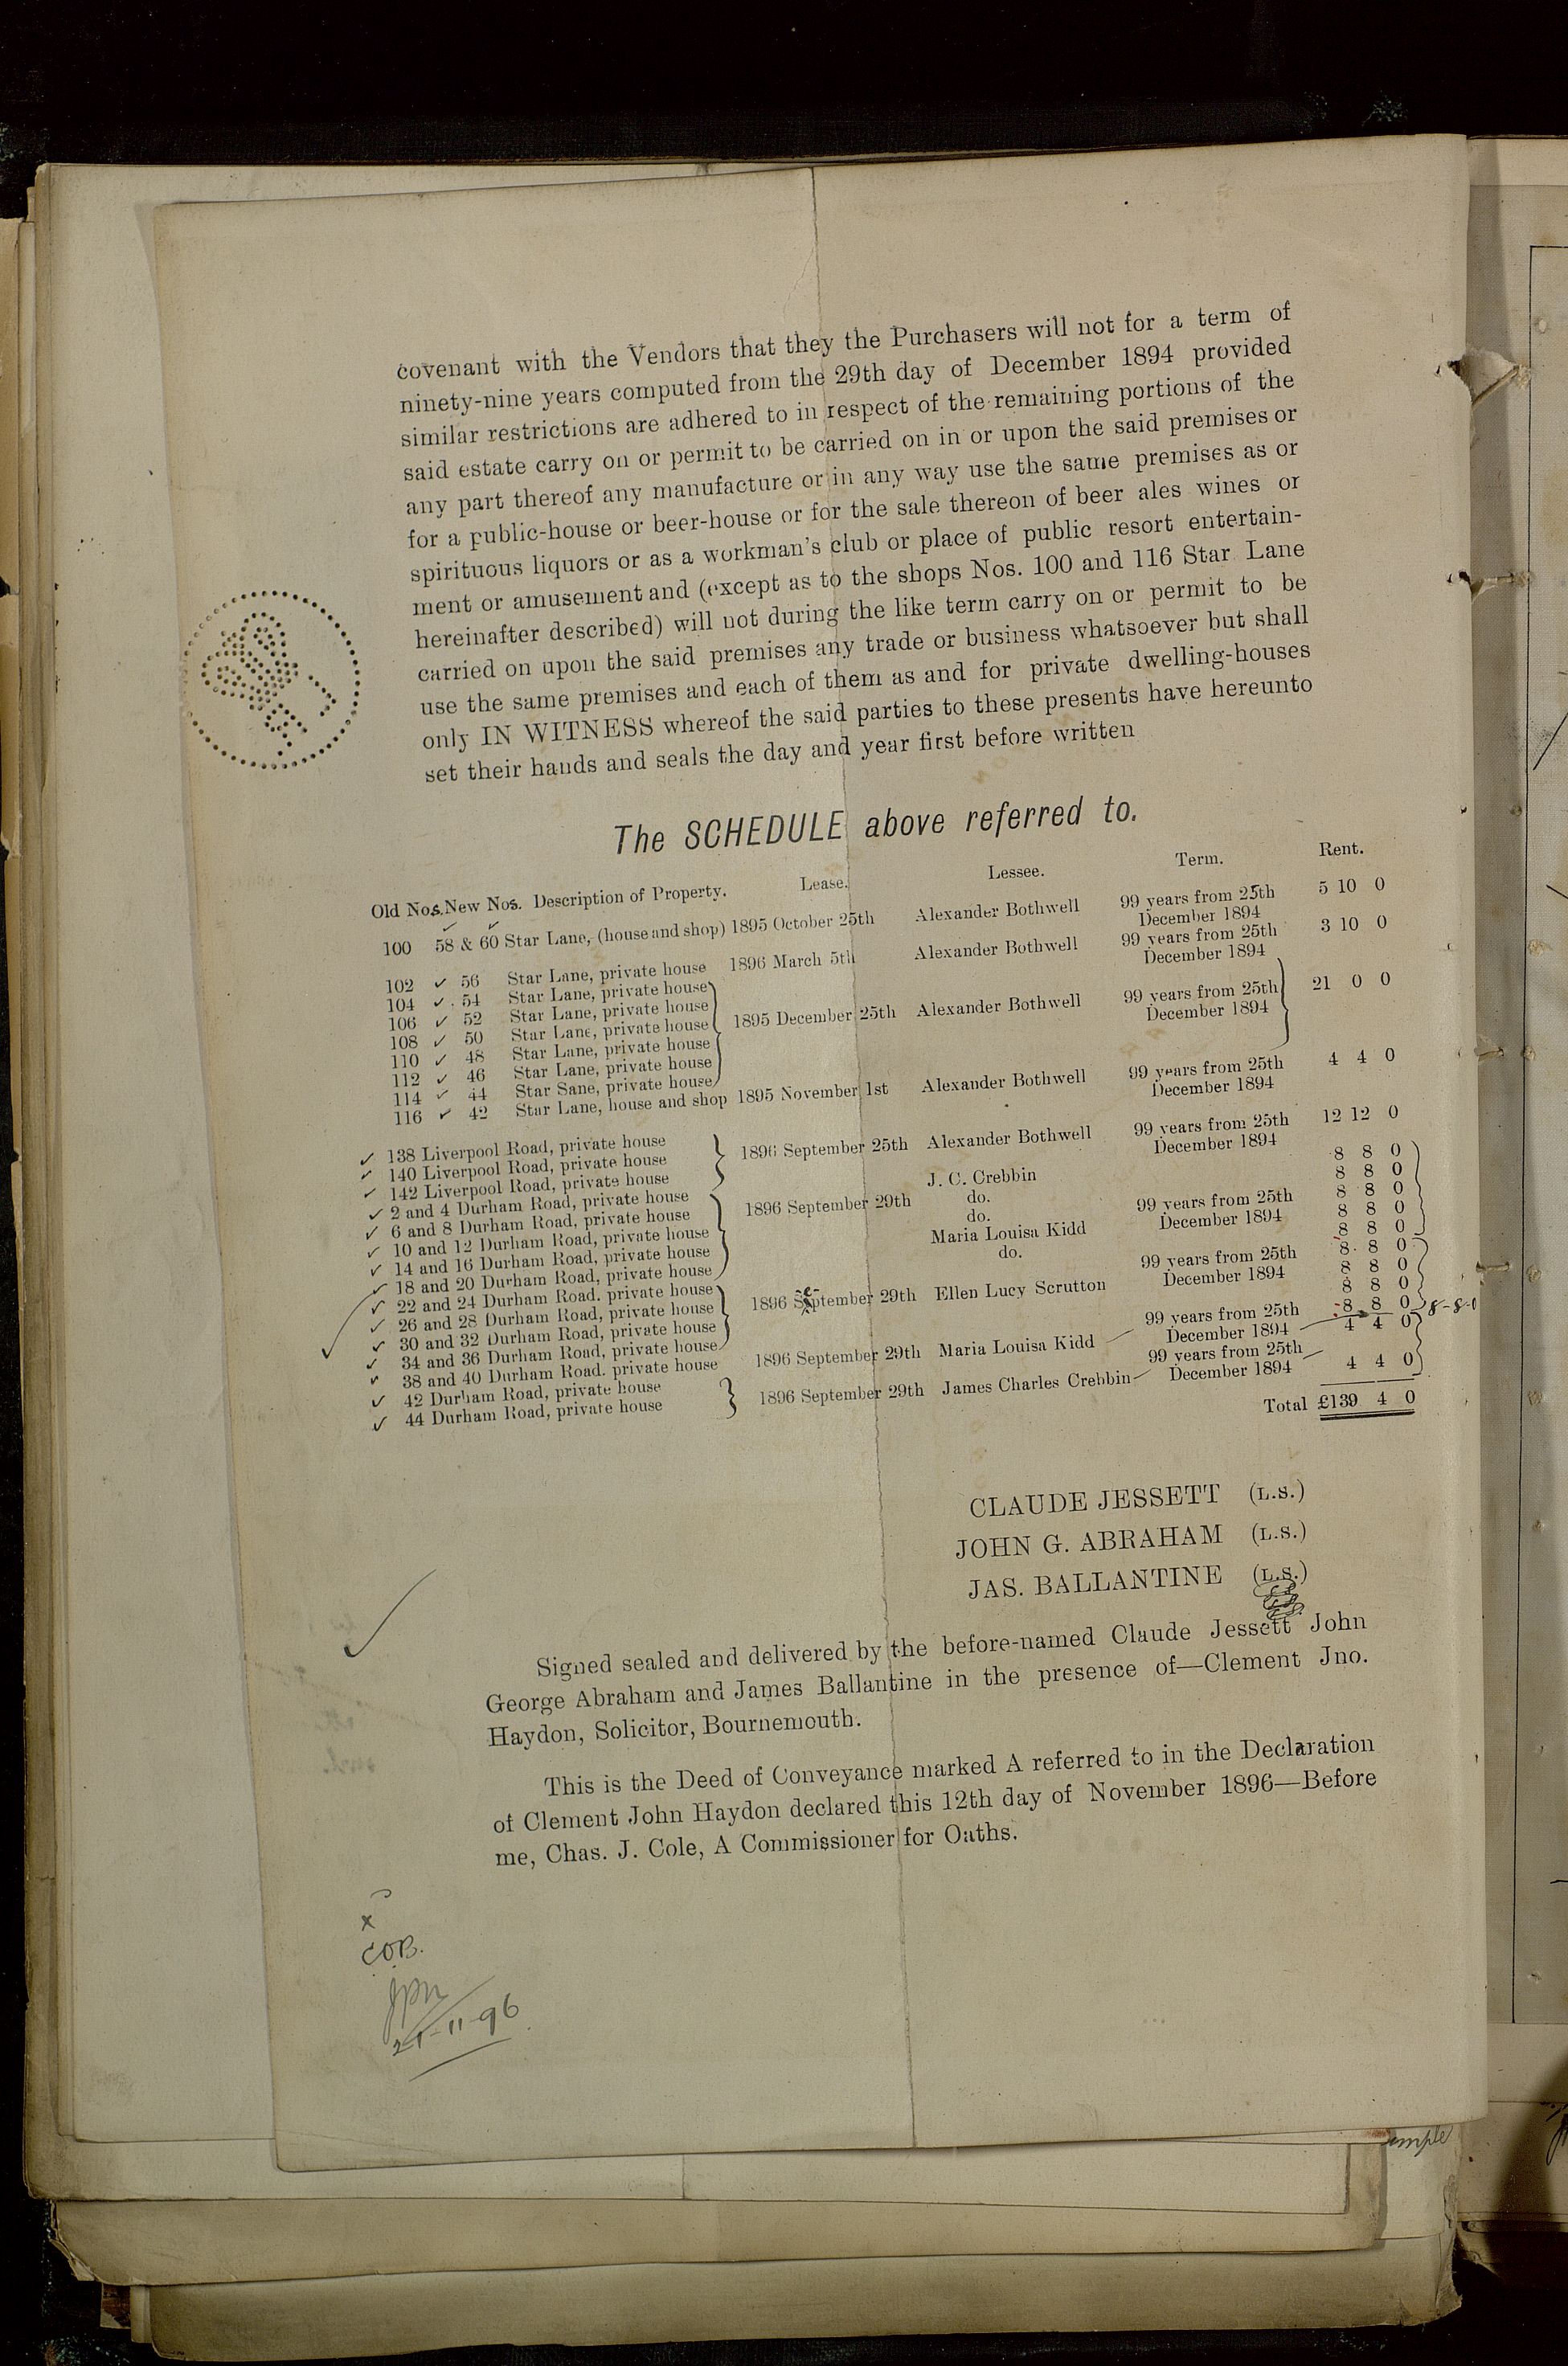 covenant with the Vendors that they the Purchasers will not for a term of
ninety-nine years computed from the 29th day of December 1894 provided
similar restrictions are adhered to in respect of the remaining portions of the
said estate carry on or permit to be carried on in or upon the said premises or
any part thereof any manufacture or in any way use the same premises as or
for a public-house or beer-house or for the sale thereon of beer ales wines or
spirituous liquors or as a workman's club or place of public resort entertain-
ment or amusement and (except as to the shops Nos. 100 and 116 Star Lane
hereinafter described) will not during the like term carry on or permit to be
carried on upon the said premises any trade or business whatsoever but shall
use the same premises and each of them as and for private dwelling-houses
only IN WITNESS whereof the said parties to these presents have hereunto
set their hands and seals the day and year first before written
The SCHEDULE above referred to.
Old Nos. New Nos. Description of Property. Lease. Lessee. Term. Rent.
100 58 & 60 Star Lane, (house and shop) 1895 October 25th Alexander Bothwell 99 years from 25th December 1894 5 10 0
102 56 Star Lane, private house 1896 March 5th Alexander Bothwell 99 years from 25th December 1894 3 10 0
104 54 Star Lane, private house
106 52 Star Lane, private house
108 50 Star Lane, private house 1895 December 25th Alexander Bothwell 99 years from 25th December 1894 21 0 0
110 48 Star Lane, private house
112 46 Star Lane, private house
114 44 Star Sane, private house
116 42 Star Lane, house and shop 1895 November 1st Alexander Bothwell 99 years from 25th December 1894 4 4 0
138 Liverpool Road, private house
140 Liverpool Road, private house 1896 September 25th Alexander Bothwell 99 years from 25th December 1894 12 12 0
142 Liverpool Road, private house
2 and 4 Durham Road, private house J. C. Crebbin 8 8 0
6 and 8 Durham Road, private house do. 8 8 0
10 and 12 Durham Road, private house 1896 September 29th do. 99 years from 25th December 1894 8 8 0
14 and 16 Durham Road, private house Maria Louisa Kidd 8 8 0
18 and 20 Durham Road, private house do. 8 8 0
22 and 24 Durham Road. private house 8 8 0
26 and 28 Durham Road, private house 1896 September 29th Ellen Lucy Scrutton 99 years from 25th December 1894 8 8 0
30 and 32 Durham Road, private house 8 8 0
34 and 36 Durham Road, private house 8 8 0 8-8-0
38 and 40 Durham Road. private house 1896 September 29th Maria Louisa Kidd 99 years from 25th December 1894 4 4 0
42 Durham Road, private house
44 Durham Road, private house 1896 September 29th James Charles Crebbin 99 years from 25th December 1894 4 4 0
Total £139 4 0
CLAUDE JESSETT (L.S.)
JOHN G. ABRAHAM (L.S.)
JAS. BALLANTINE (L.S.)
Signed sealed and delivered by the before-named Claude Jessett John
George Abraham and James Ballantine in the presence of—Clement Jno.
Haydon, Solicitor, Bournemouth.
This is the Deed of Conveyance marked A referred to in the Declaration
of Clement John Haydon declared this 12th day of November 1896—Before
me, Chas. J. Cole, A Commissioner for Oaths.
x
COB.
21-11-96